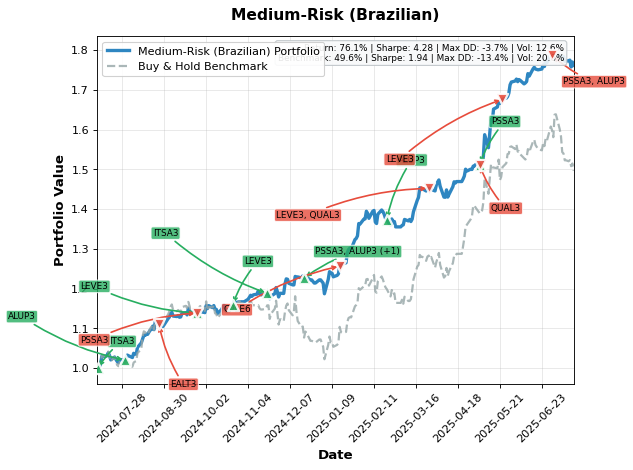 Medium-Risk (Brazilian)
Medium-Risk (Brazilian) Portfolio
Buy & Hold Benchmark
rn: 76.1% | Sharpe: 4.28 | Max DD: -3.7% | Vol: 12.6%
49.6% | Sharpe: 1.94 | Max DD: -13.4% | Vol: 20.
Portfolio Value
1.8
1.7
1.6
1.5
1.4
1.3
1.2
1.1
1.0
PSSA3, ALUP3
PSSA3
LEVE3
QUAL3
LEVE3, QUAL3
ITSA3
PSSA3, ALUP3 (+1)
LEVE3
LEVE3
ALUP3
PSSA3
ITSA3
EALT3
2024-07-28
2024-08-30
2024-10-02
2024-11-04
2024-12-07
2025-01-09
2025-02-11
2025-03-16
2025-04-18
2025-05-21
2025-06-23
Date